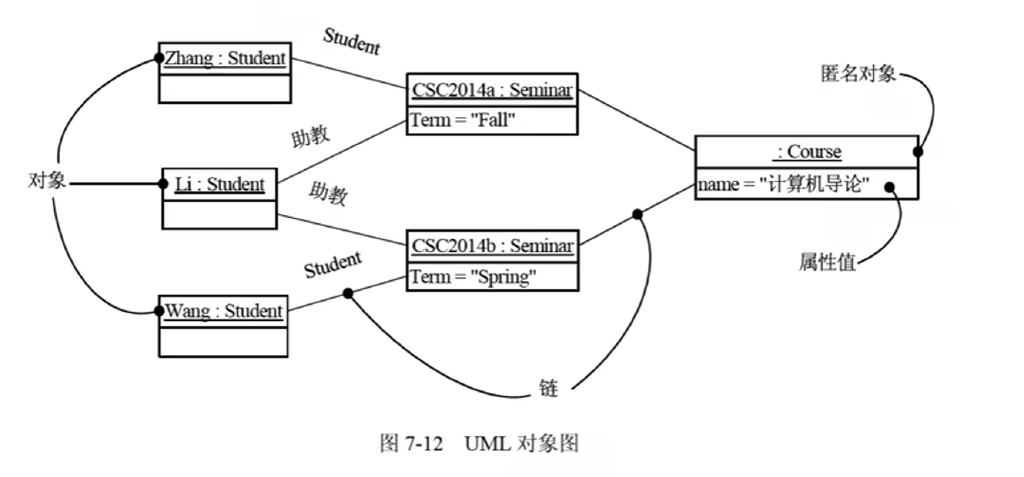 Student
Zhang : Student
匿名对象
CSC2014a : Seminar
Term = "Fall"
助教
: Course
对象
Li : Student
助教
name = "计算机导论"
CSC2014b : Seminar
Student
Term = "Spring"
属性值
Wang : Student
链
图 7-12 UML 对象图